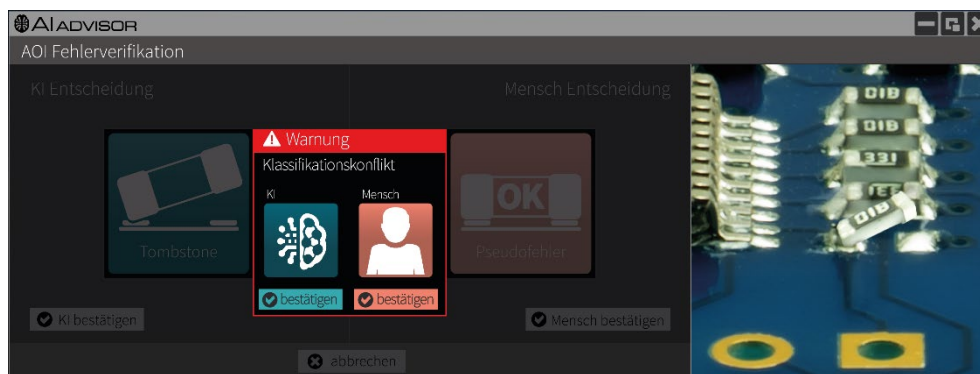 AI ADVISOR
AOI Fehlerverifikation
KI Entscheidung
Mensch Entscheidung
Warnung
Klassifikationskonflikt
KI
Mensch
bestätigen
bestätigen
Tombstone
OK
Pseudofehler
KI bestätigen
Mensch bestätigen
abbrechen
01B
01B
331
331
01B